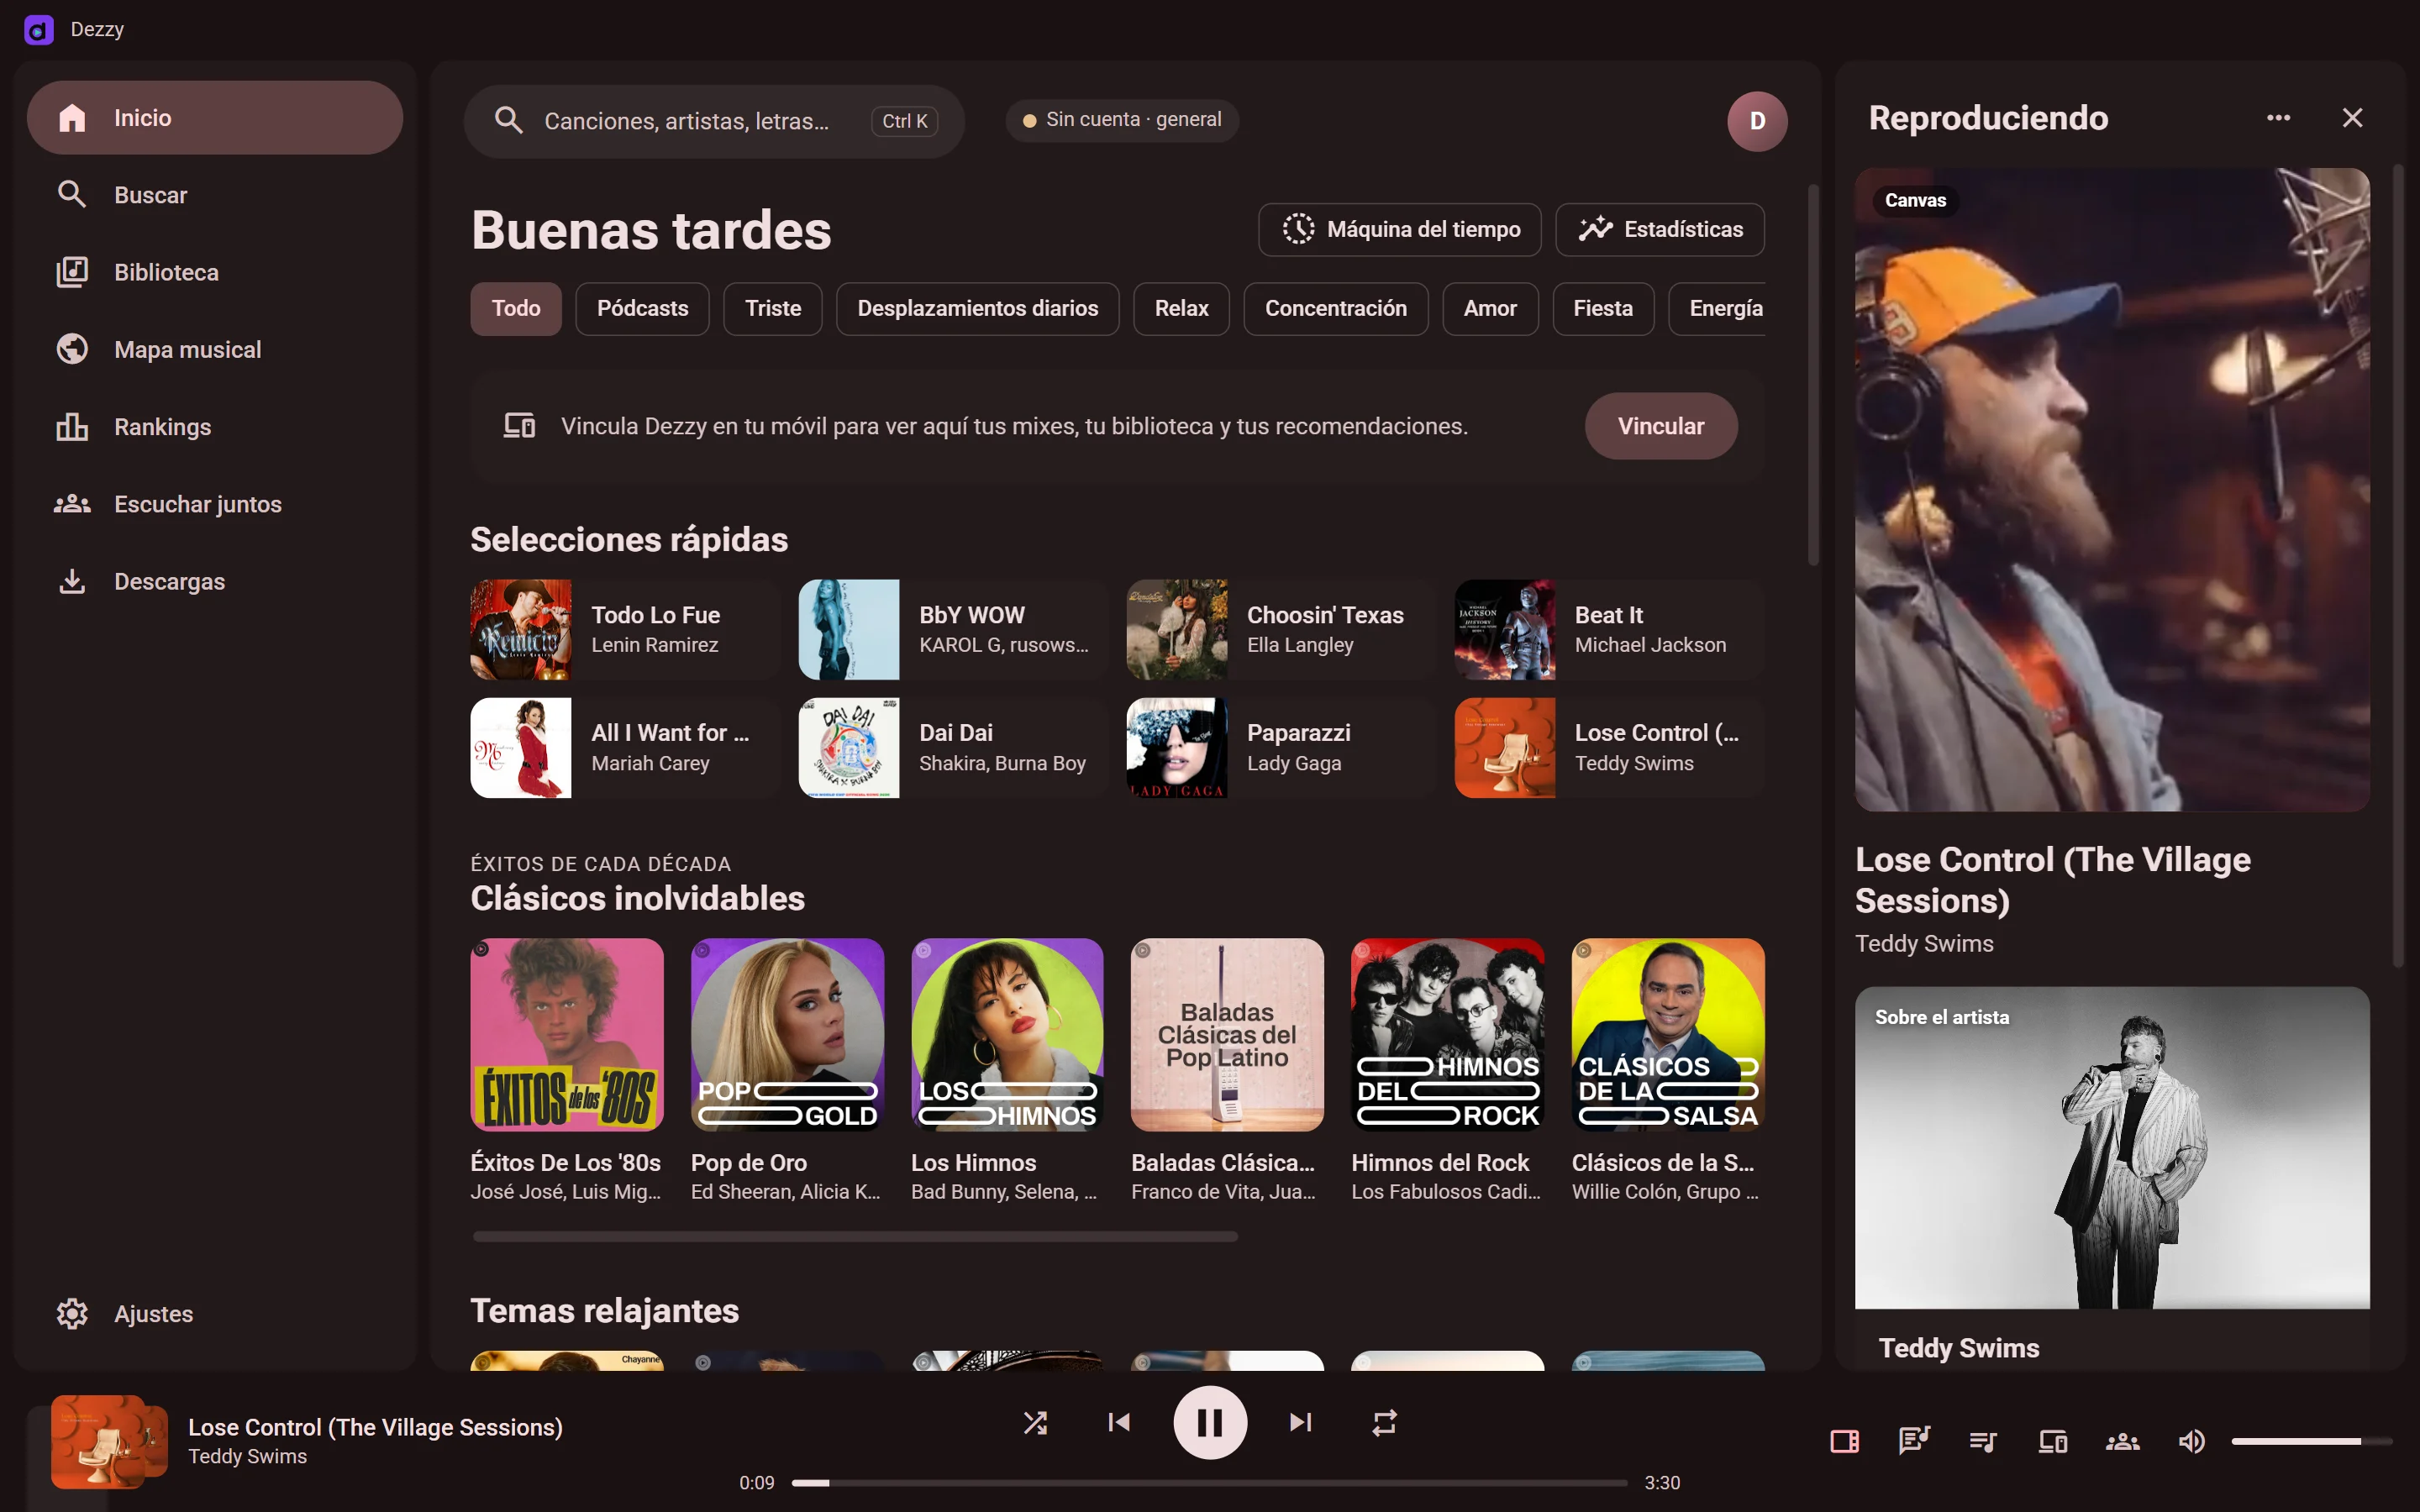 Dezzy
Inicio
Buscar
Biblioteca
Mapa musical
Rankings
Escuchar juntos
Descargas
Ajustes
Canciones, artistas, letras...
Ctrl K
Sin cuenta · general
D
Buenas tardes
Máquina del tiempo
Estadísticas
Todo
Pódcasts
Triste
Desplazamientos diarios
Relax
Concentración
Amor
Fiesta
Energía
Vincula Dezzy en tu móvil para ver aquí tus mixes, tu biblioteca y tus recomendaciones.
Vincular
Selecciones rápidas
Reinicio
Todo Lo Fue
Lenin Ramirez
BbY WOW
KAROL G, rusows...
Choosin' Texas
Ella Langley
JACKSON
Beat It
Michael Jackson
All I Want for ...
Mariah Carey
DAI DAI
Dai Dai
Shakira, Burna Boy
LADY GAGA
Paparazzi
Lady Gaga
Lose Control (...
Teddy Swims
ÉXITOS DE CADA DÉCADA
Clásicos inolvidables
ÉXITOS de los '80S
Éxitos De Los '80s
José José, Luis Mig...
POP
GOLD
Pop de Oro
Ed Sheeran, Alicia K...
LOS
HIMNOS
Los Himnos
Bad Bunny, Selena, ...
Baladas
Clásicas del
Pop Latino
Baladas Clásica...
Franco de Vita, Jua...
HIMNOS
DEL
ROCK
Himnos del Rock
Los Fabulosos Cadi...
CLÁSICOS
DE LA
SALSA
Clásicos de la S...
Willie Colón, Grupo ...
Temas relajantes
Chayanne
Reproduciendo
Canvas
Lose Control (The Village
Sessions)
Teddy Swims
Sobre el artista
Teddy Swims
Lose Control (The Village Sessions)
Teddy Swims
0:09
3:30